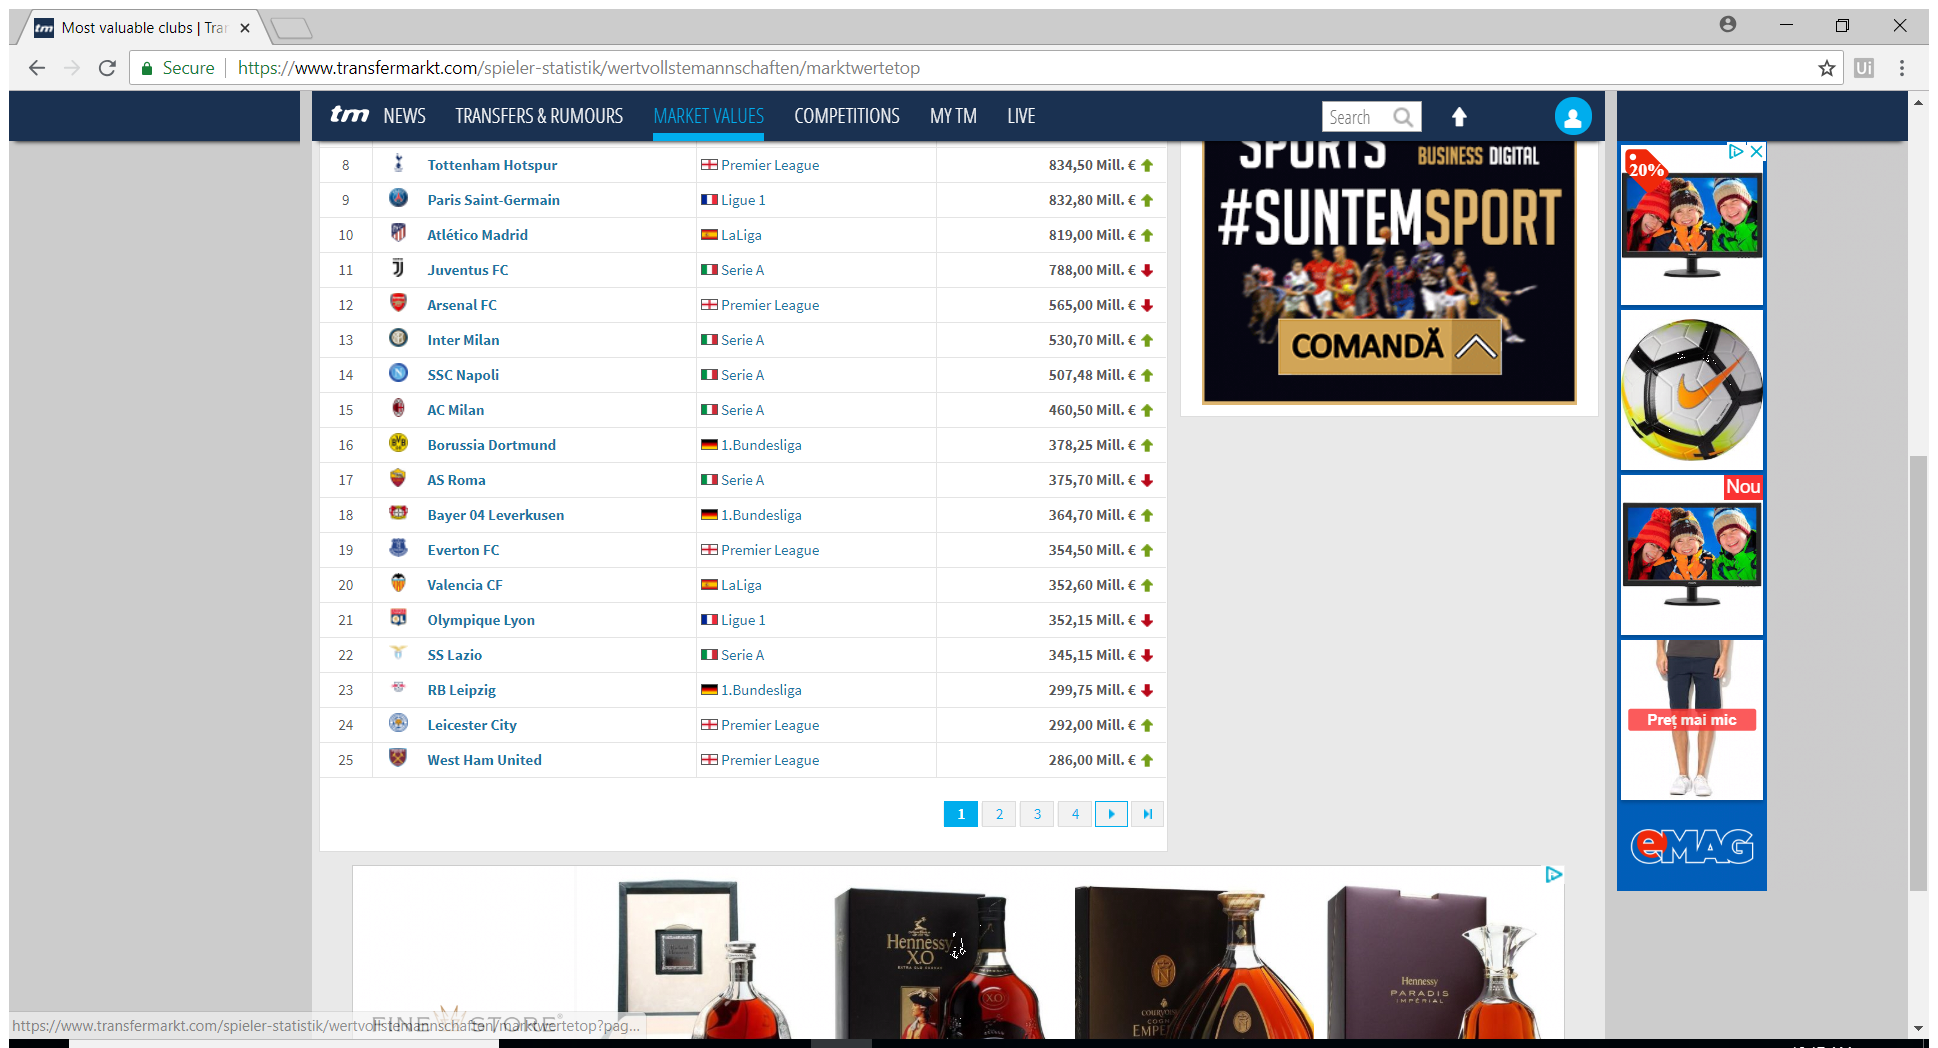 tm Most valuable clubs | Tra
Secure https://www.transfermarkt.com/spieler-statistik/wertvollstemannschaften/marktwertetop
tm NEWS TRANSFERS & RUMOURS MARKET VALUES COMPETITIONS MY TM LIVE Search
8 Tottenham Hotspur Premier League 834,50 Mill. €
9 Paris Saint-Germain Ligue 1 832,80 Mill. €
10 Atlético Madrid LaLiga 819,00 Mill. €
11 Juventus FC Serie A 788,00 Mill. €
12 Arsenal FC Premier League 565,00 Mill. €
13 Inter Milan Serie A 530,70 Mill. €
14 SSC Napoli Serie A 507,48 Mill. €
15 AC Milan Serie A 460,50 Mill. €
16 Borussia Dortmund 1.Bundesliga 378,25 Mill. €
17 AS Roma Serie A 375,70 Mill. €
18 Bayer 04 Leverkusen 1.Bundesliga 364,70 Mill. €
19 Everton FC Premier League 354,50 Mill. €
20 Valencia CF LaLiga 352,60 Mill. €
21 Olympique Lyon Ligue 1 352,15 Mill. €
22 SS Lazio Serie A 345,15 Mill. €
23 RB Leipzig 1.Bundesliga 299,75 Mill. €
24 Leicester City Premier League 292,00 Mill. €
25 West Ham United Premier League 286,00 Mill. €
1 2 3 4
SPORTS BUSINESS DIGITAL
#SUNTEMSPORT
COMANDĂ
20%
Nou
Preț mai mic
eMAG
Hennessy
X.O
EXTRA OLD COGNAC
X.O
COURVOISIER
COGNAC
Hennessy
PARADIS
IMPÉRIAL
FINE STORE
https://www.transfermarkt.com/spieler-statistik/wertvollstemannschaften/marktwertetop?pag...